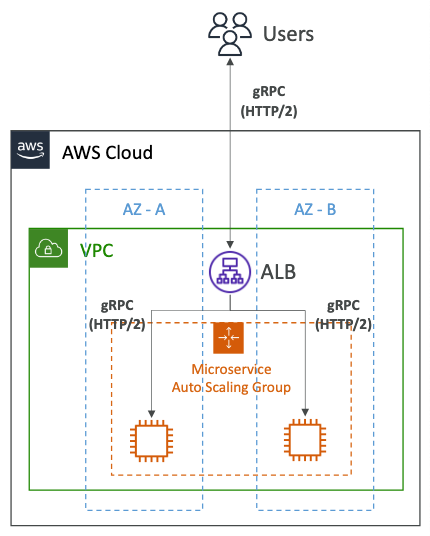 Users
gRPC
(HTTP/2)
aws
AWS Cloud
AZ - A
AZ - B
VPC
ALB
gRPC
(HTTP/2)
gRPC
(HTTP/2)
Microservice
Auto Scaling Group